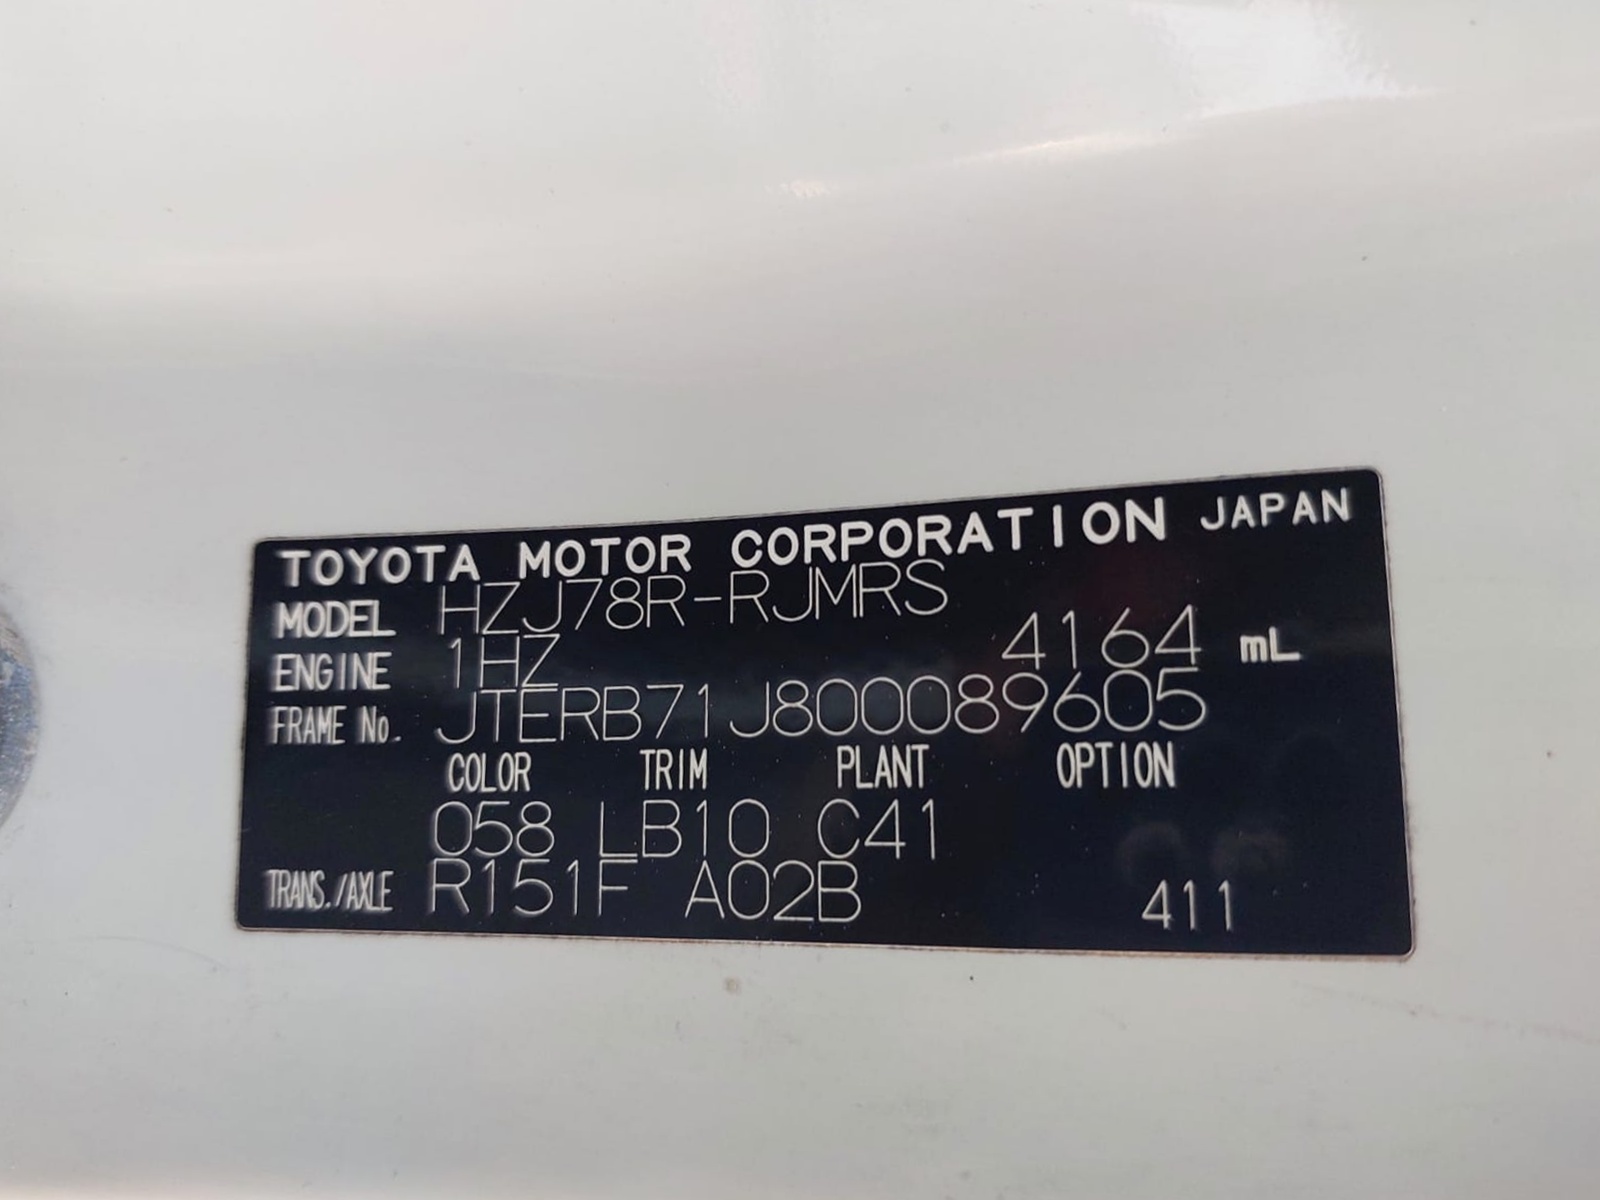 TOYOTA MOTOR CORPORATION JAPAN
MODEL HZJ78R-RJMRS
ENGINE 1HZ 4164 mL
FRAME No. JTERB71J800089605
COLOR TRIM PLANT OPTION
058 LB10 C41
TRANS./AXLE R151F A02B 411